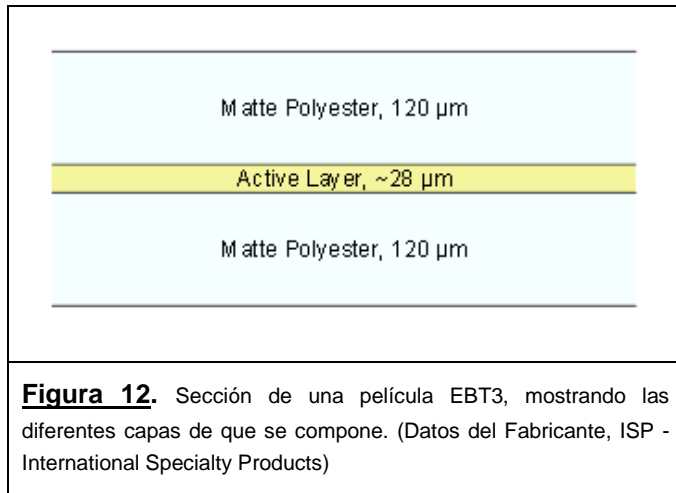 Matte Polyester, 120 µm
Active Layer, ~28 µm
Matte Polyester, 120 µm
Figura 12. Sección de una película EBT3, mostrando las
diferentes capas de que se compone. (Datos del Fabricante, ISP -
International Specialty Products)